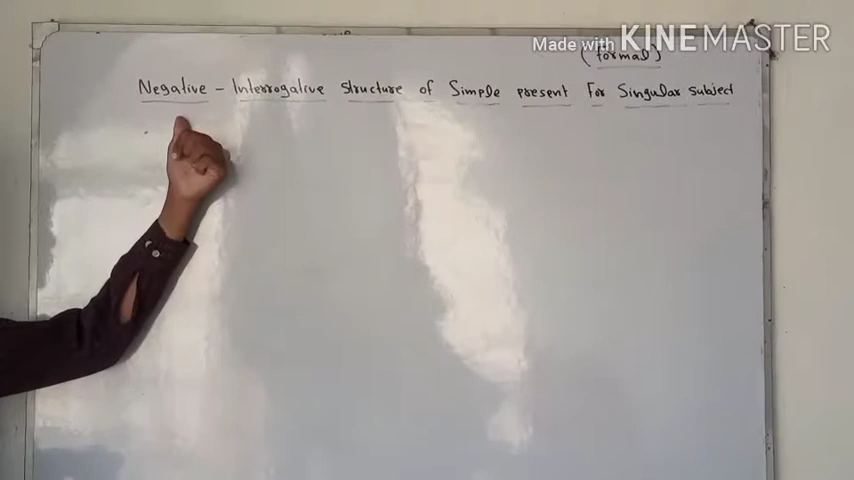 Made with KINEMASTER
(formal)
Negative - Interrogative structure of Simple present For Singular subject